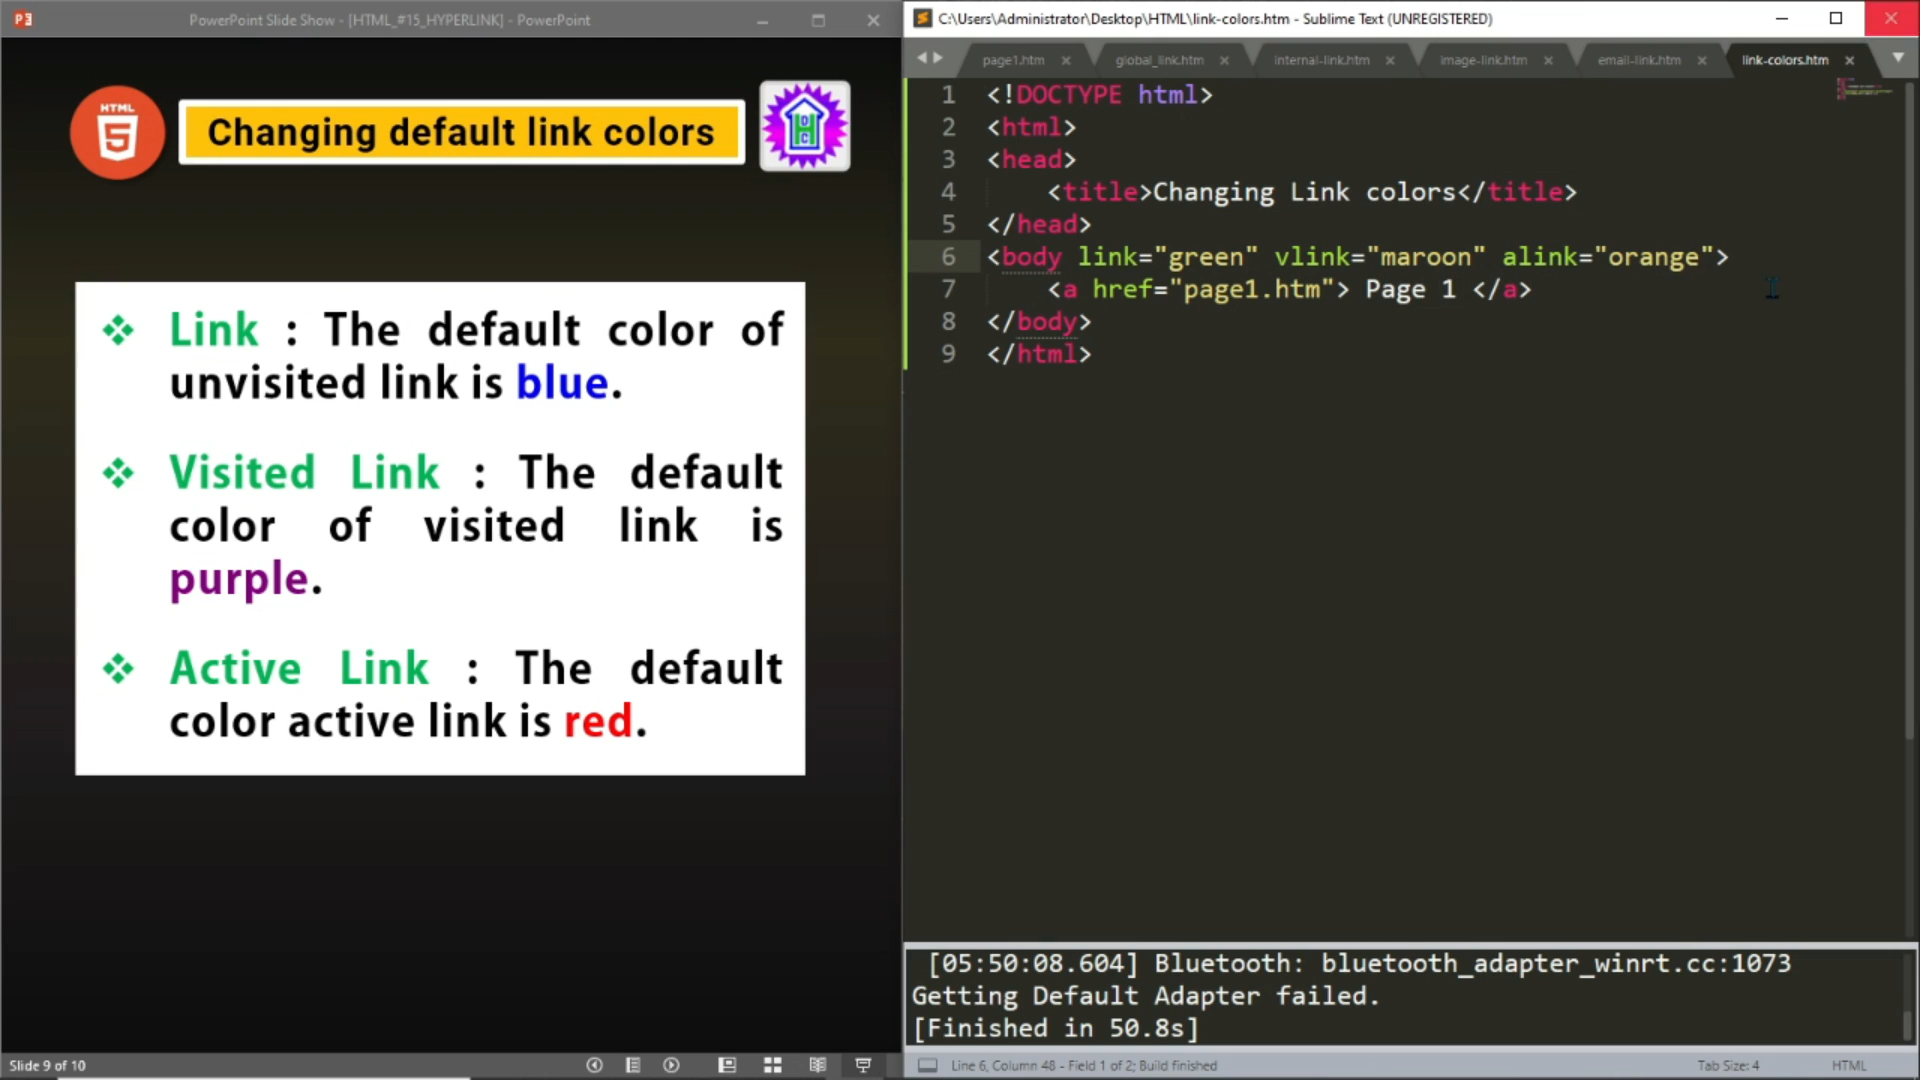 PowerPoint Slide Show - [HTML_#15_HYPERLINK] - PowerPoint
HTML
5
Changing default link colors
H
D
C
Link : The default color of
unvisited link is blue.
Visited Link : The default
color of visited link is
purple.
Active Link : The default
color active link is red.
Slide 9 of 10
C:\Users\Administrator\Desktop\HTML\link-colors.htm - Sublime Text (UNREGISTERED)
page1.htm
global_link.htm
internal-link.htm
image-link.htm
email-link.htm
link-colors.htm
1 <!DOCTYPE html>
2 <html>
3 <head>
4 <title>Changing Link colors</title>
5 </head>
6 <body link="green" vlink="maroon" alink="orange">
7 <a href="page1.htm"> Page 1 </a>
8 </body>
9 </html>
[05:50:08.604] Bluetooth: bluetooth_adapter_winrt.cc:1073
Getting Default Adapter failed.
[Finished in 50.8s]
Line 6, Column 48 - Field 1 of 2; Build finished
Tab Size: 4
HTML